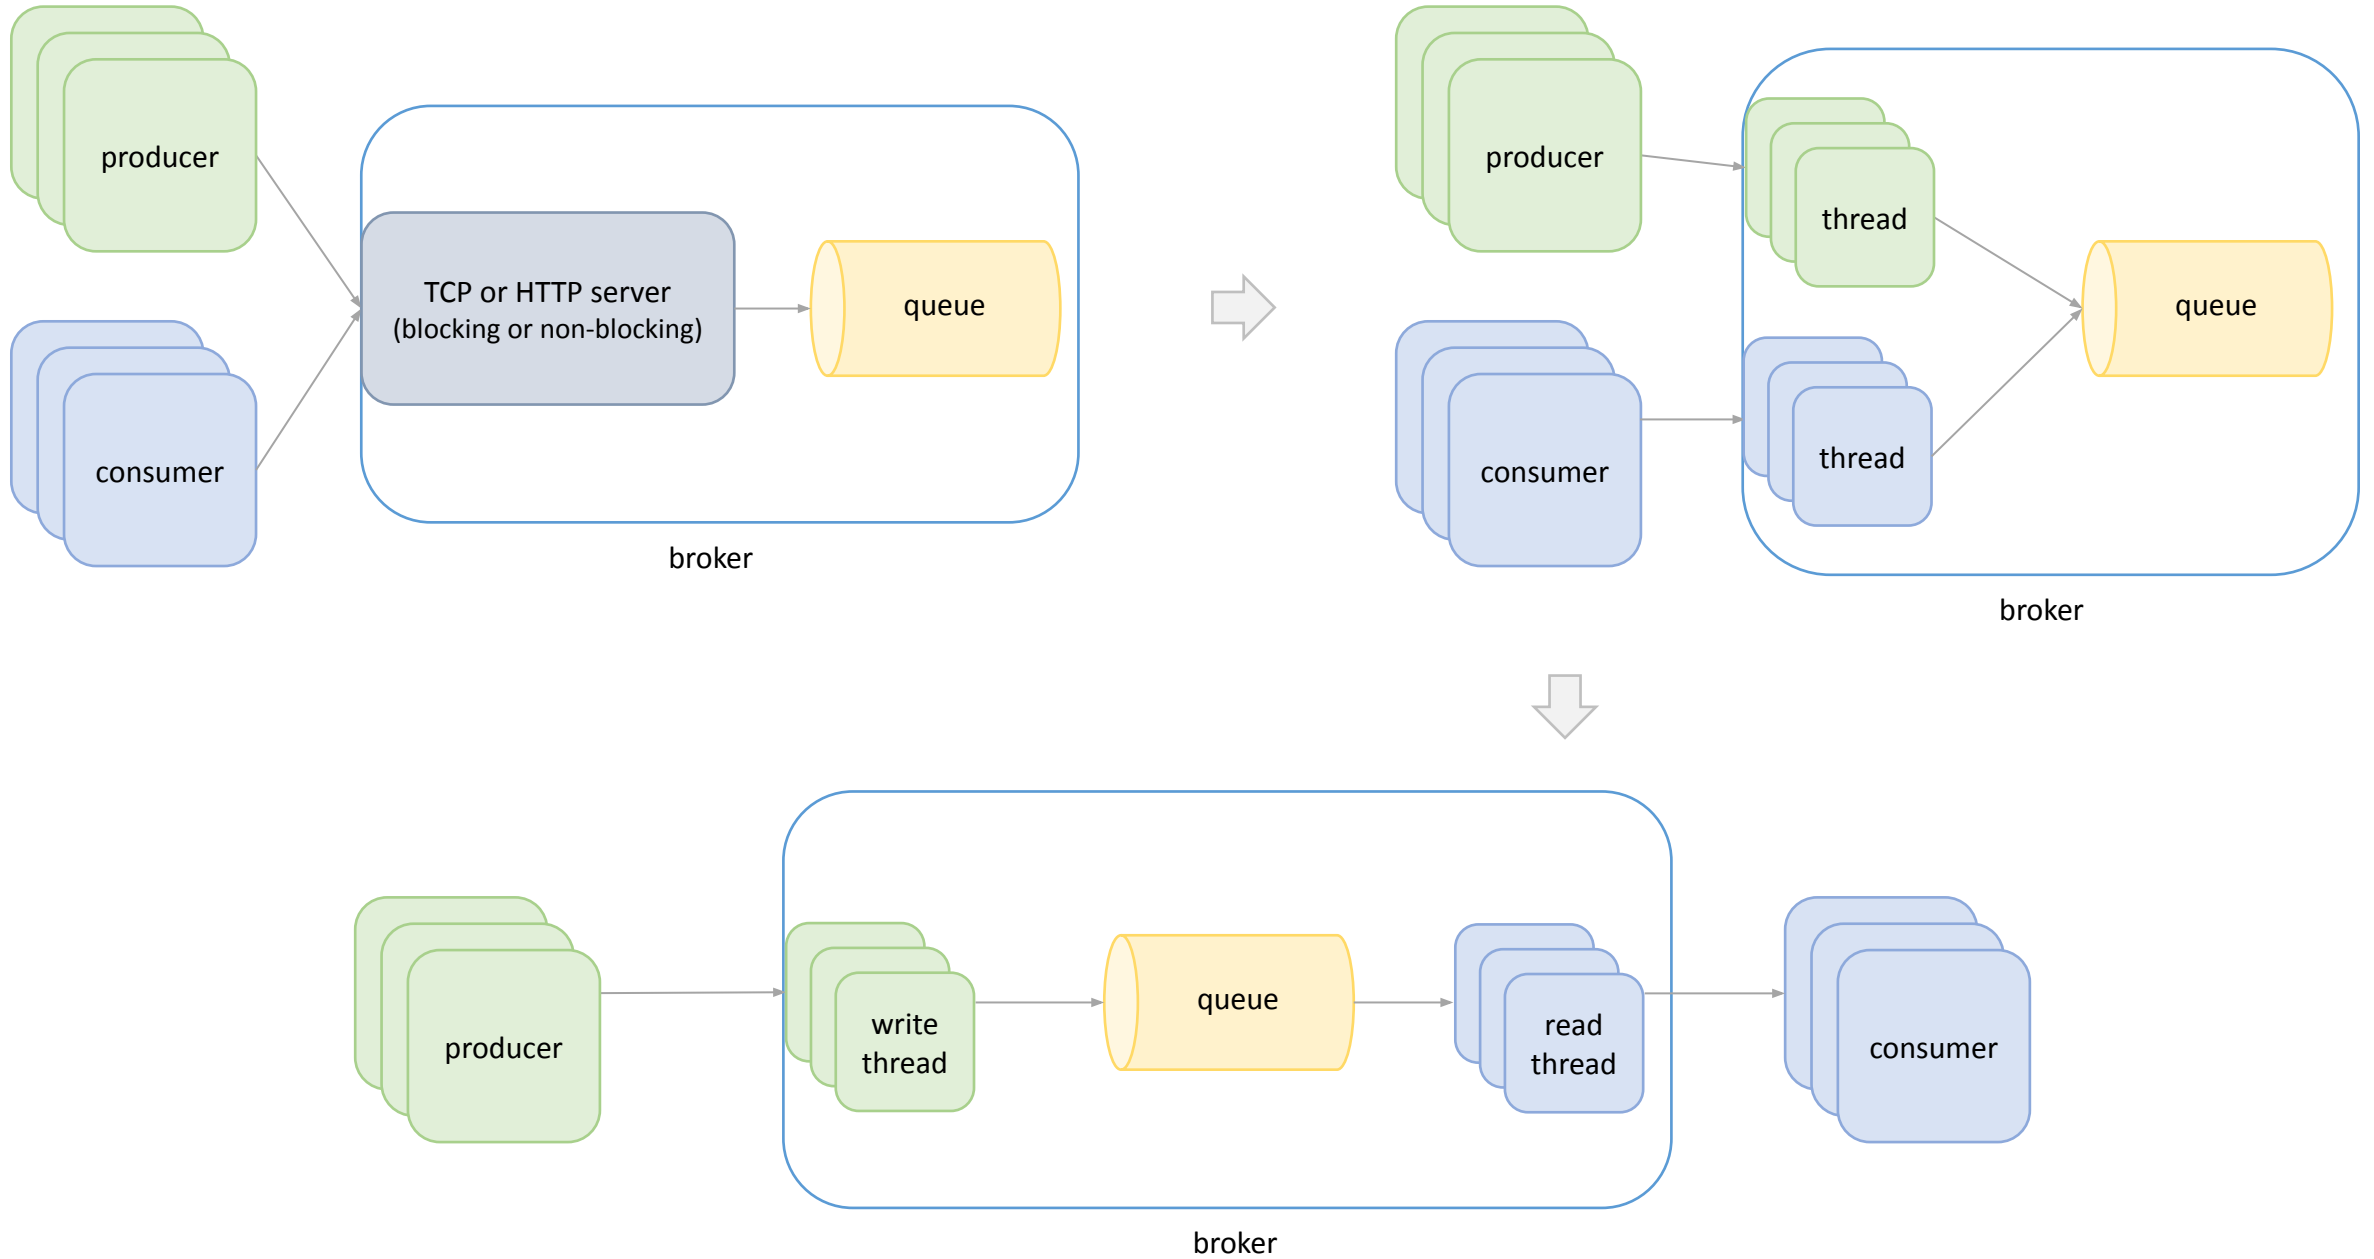 producer
consumer
TCP or HTTP server
(blocking or non-blocking)
queue
broker
producer
consumer
thread
thread
queue
broker
producer
write
thread
queue
read
thread
consumer
broker